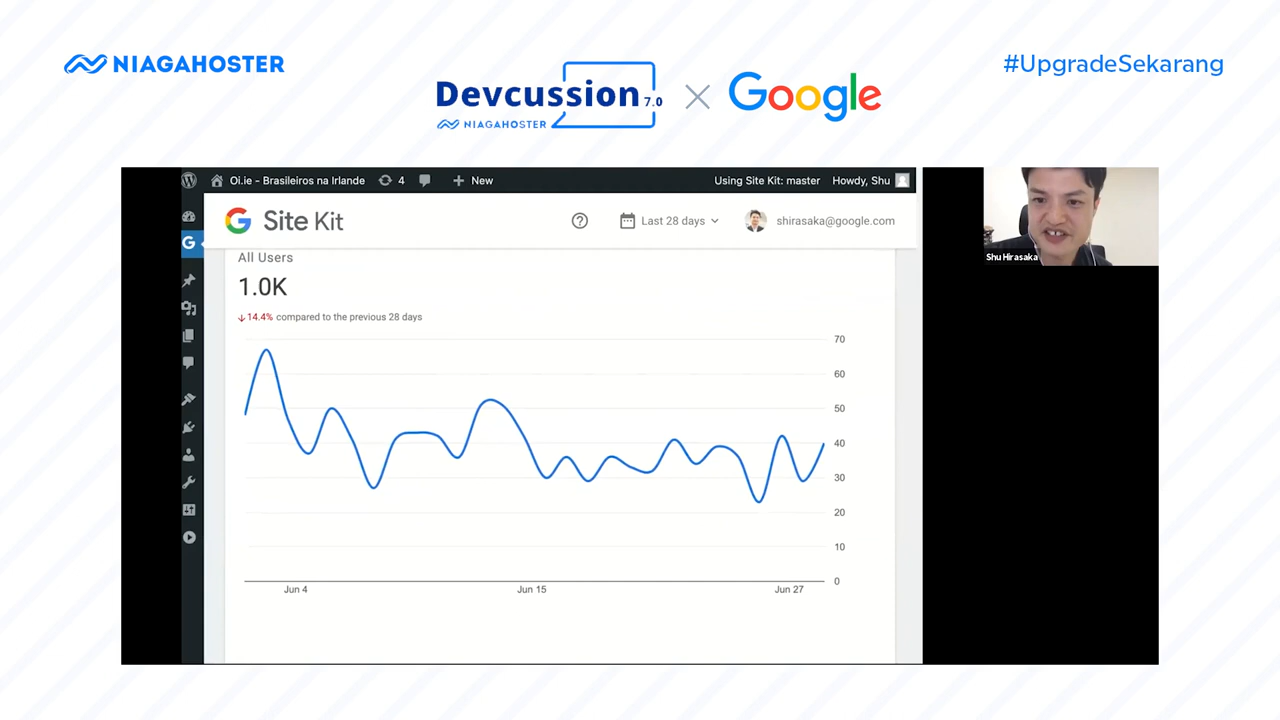 NIAGAHOSTER
Devcussion 7.0
NIAGAHOSTER
Google
#UpgradeSekarang
Oi.ie – Brasileiros na Irlande
4
New
Using Site Kit: master
Howdy, Shu
G
Site Kit
Last 28 days
shirasaka@google.com
All Users
1.0K
14.4% compared to the previous 28 days
70
60
50
40
30
20
10
0
Jun 4
Jun 15
Jun 27
Shu Hirasaka